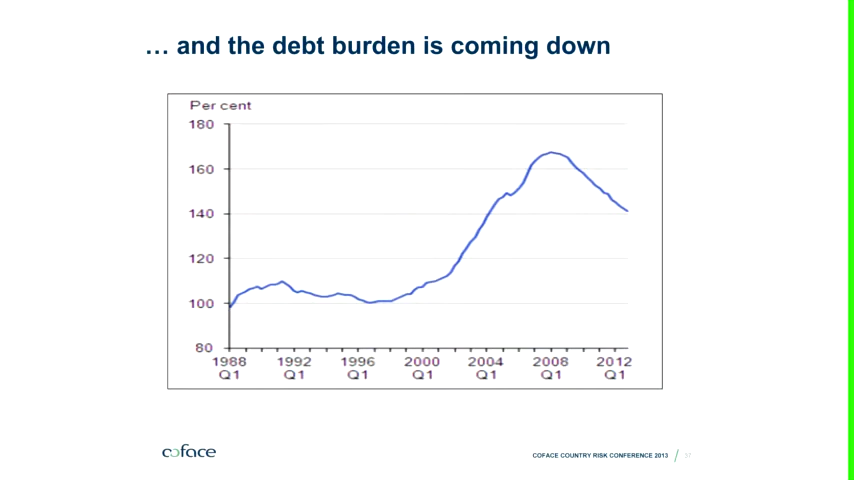 … and the debt burden is coming down
Per cent
180
160
140
120
100
80
1988 1992 1996 2000 2004 2008 2012
Q1 Q1 Q1 Q1 Q1 Q1 Q1
coface
COFACE COUNTRY RISK CONFERENCE 2013 / 17